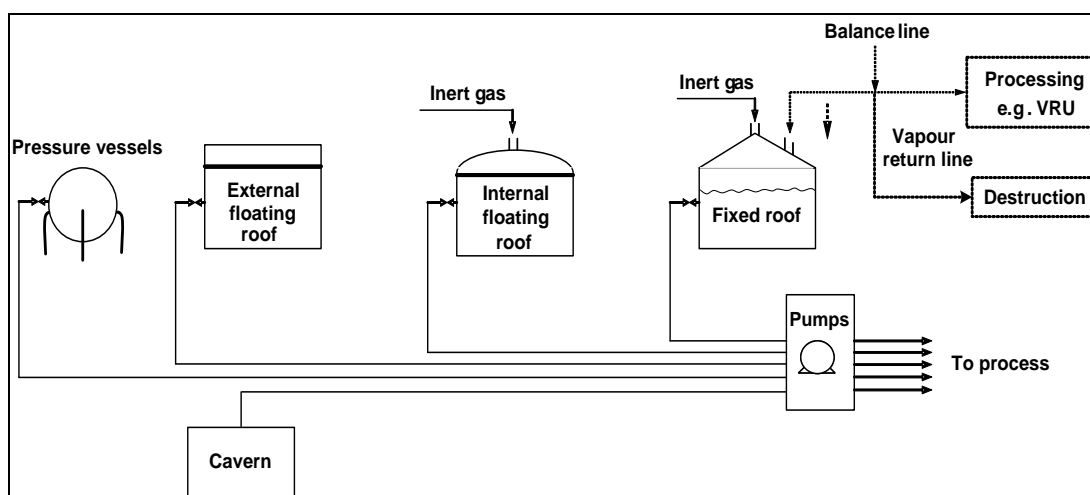 Balance line
Processing
e.g. VRU
Inert gas
Inert gas
Vapour
return line
Pressure vessels
External
floating
roof
Internal
floating
roof
Fixed roof
Destruction
Pumps
To process
Cavern